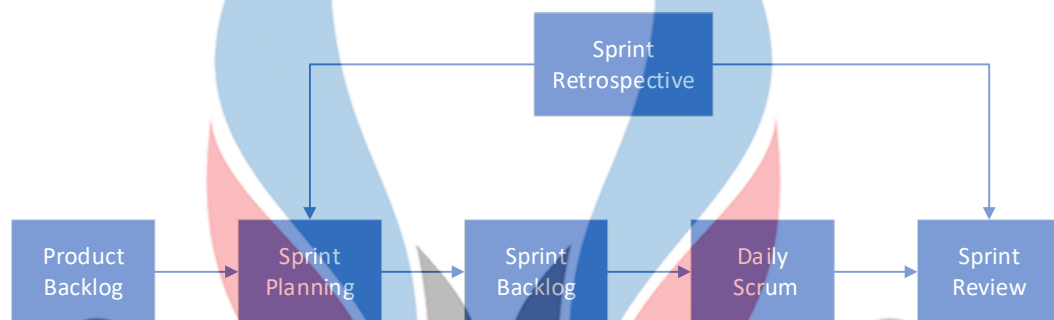 Sprint
Retrospective
Product
Backlog
Sprint
Planning
Sprint
Backlog
Daily
Scrum
Sprint
Review